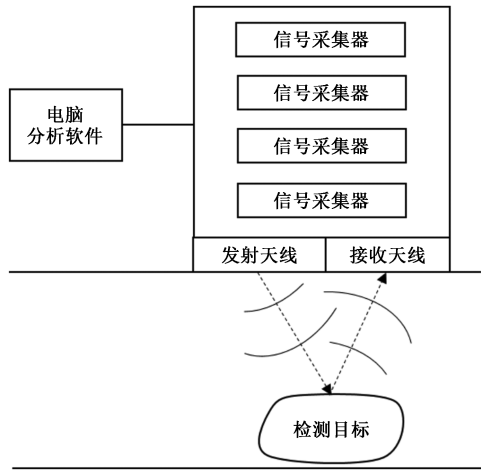 信号采集器
信号采集器
信号采集器
信号采集器
电脑
分析软件
发射天线
接收天线
检测目标